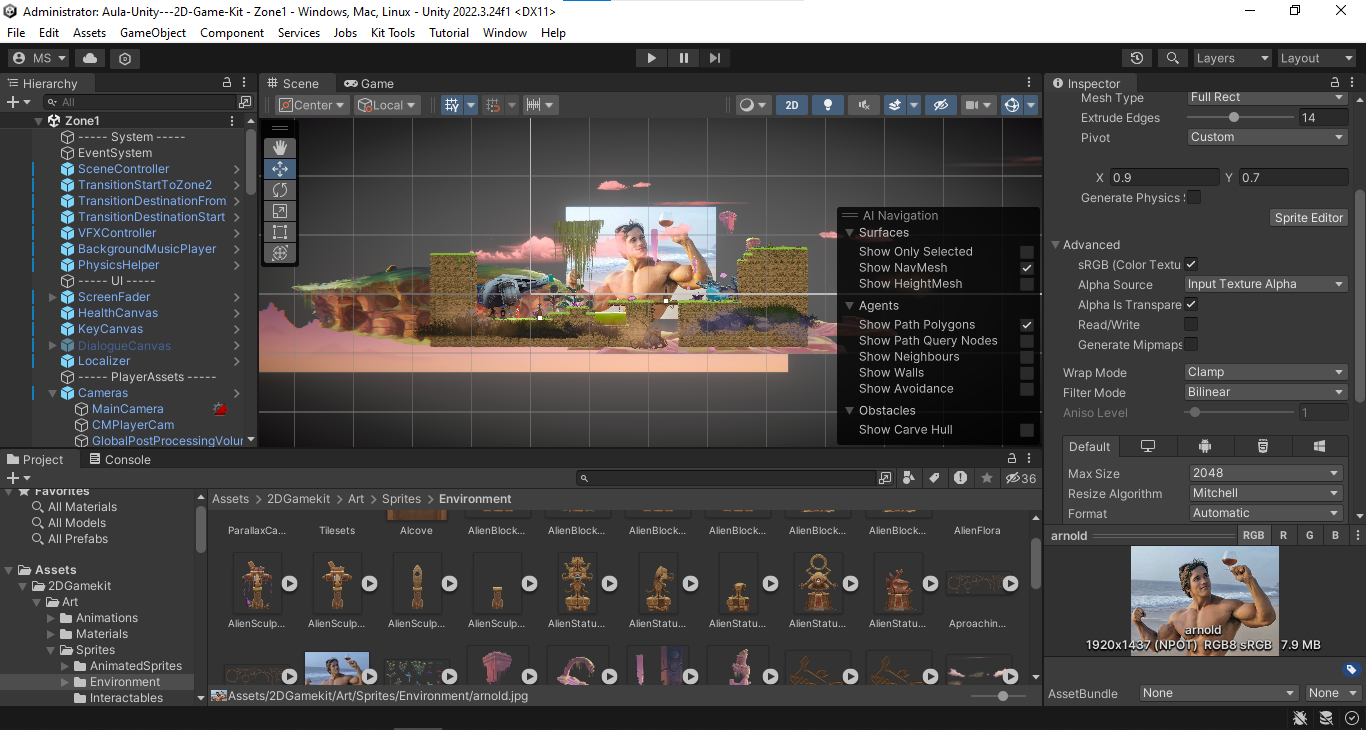 Administrator: Aula-Unity---2D-Game-Kit - Zone1 - Windows, Mac, Linux - Unity 2022.3.24f1 <DX11>
File Edit Assets GameObject Component Services Jobs Kit Tools Tutorial Window Help
MS Layers Layout
Hierarchy
All
Zone1
----- System -----
EventSystem
SceneController
TransitionStartToZone2
TransitionDestinationFrom
TransitionDestinationStart
VFXController
BackgroundMusicPlayer
PhysicsHelper
----- UI -----
ScreenFader
HealthCanvas
KeyCanvas
DialogueCanvas
Localizer
----- PlayerAssets -----
Cameras
MainCamera
CMPlayerCam
GlobalPostProcessingVolu
Scene Game
Center Local 2D
AI Navigation
Surfaces
Show Only Selected
Show NavMesh
Show HeightMesh
Agents
Show Path Polygons
Show Path Query Nodes
Show Neighbours
Show Walls
Show Avoidance
Obstacles
Show Carve Hull
Inspector
Mesh Type Full Rect
Extrude Edges 14
Pivot Custom
X 0.9 Y 0.7
Generate Physics S
Sprite Editor
Advanced
sRGB (Color Textu
Alpha Source Input Texture Alpha
Alpha Is Transpare
Read/Write
Generate Mipmaps
Wrap Mode Clamp
Filter Mode Bilinear
Aniso Level 1
Default
Max Size 2048
Resize Algorithm Mitchell
Format Automatic
arnold RGB R G B
arnold
1920x1437 (NPOT) RGB8 sRGB 7.9 MB
AssetBundle None None
Project Console
36
Favorites
All Materials
All Models
All Prefabs
Assets
2DGamekit
Art
Animations
Materials
Sprites
AnimatedSprites
Environment
Interactables
Assets > 2DGamekit > Art > Sprites > Environment
ParallaxCa... Tilesets Alcove AlienBlock... AlienBlock... AlienBlock... AlienBlock... AlienBlock... AlienBlock... AlienFlora
AlienSculp... AlienSculp... AlienSculp... AlienSculp... AlienStatu... AlienStatu... AlienStatu... AlienStatu... AlienStatu... Aproachin...
Assets/2DGamekit/Art/Sprites/Environment/arnold.jpg